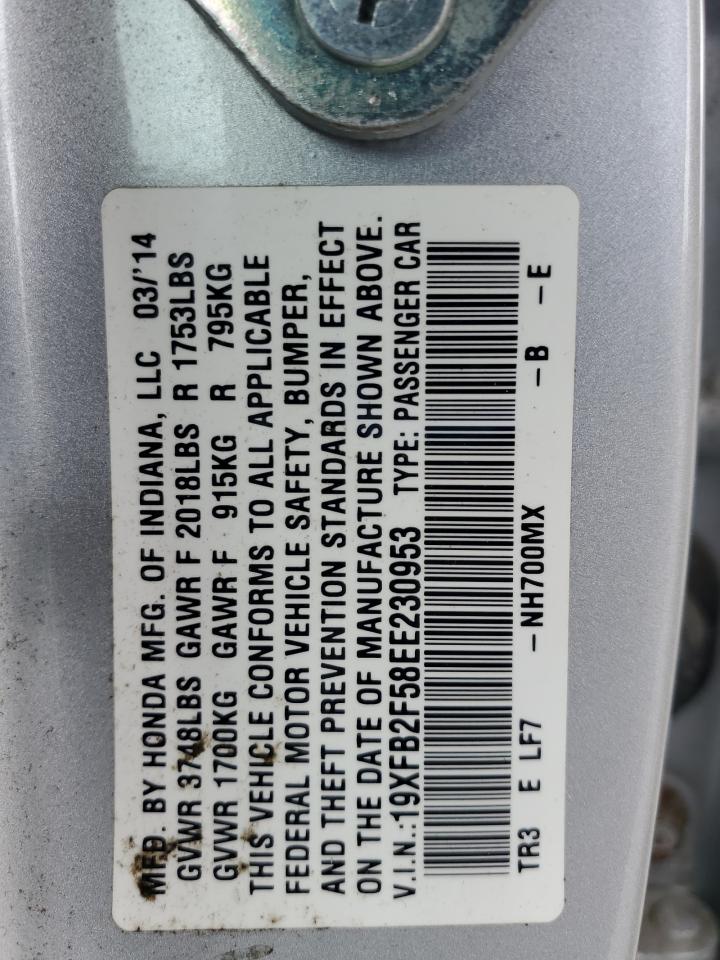 MFD. BY HONDA MFG. OF INDIANA, LLC 03/'14
GVWR 3748LBS GAWR F 2018LBS R 1753LBS
GVWR 1700KG GAWR F 915KG R 795KG
THIS VEHICLE CONFORMS TO ALL APPLICABLE
FEDERAL MOTOR VEHICLE SAFETY, BUMPER,
AND THEFT PREVENTION STANDARDS IN EFFECT
ON THE DATE OF MANUFACTURE SHOWN ABOVE.
V.I.N.:19XFB2F58EE230953 TYPE: PASSENGER CAR
TR3 E LF7 -NH700MX -B -E